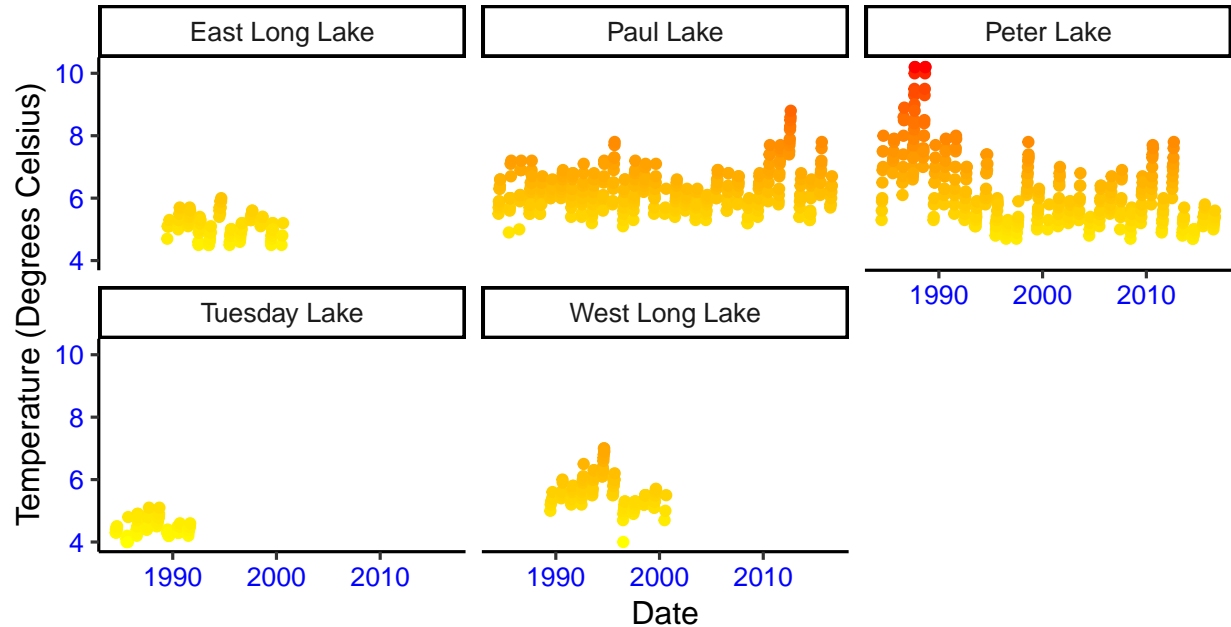 East Long Lake
Paul Lake
Peter Lake
10
8
6
4
1990 2000 2010
Tuesday Lake
West Long Lake
10
8
6
4
1990 2000 2010
1990 2000 2010
Temperature (Degrees Celsius)
Date